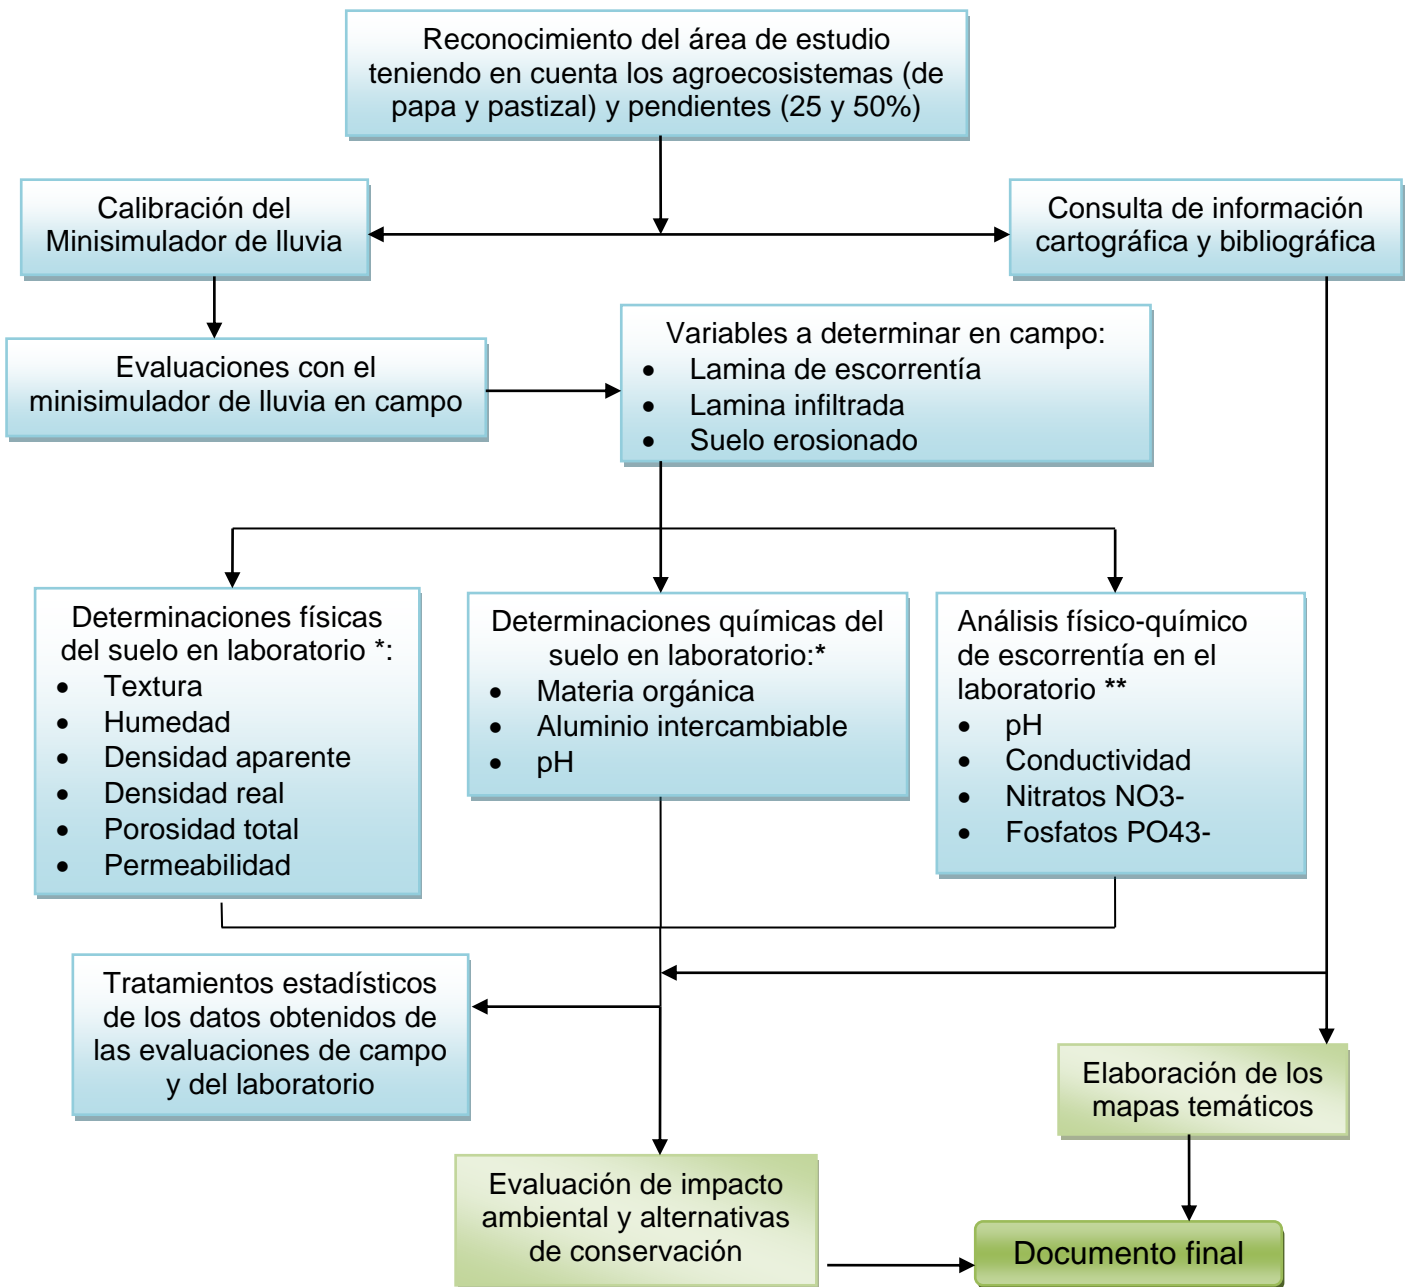 Reconocimiento del área de estudio
teniendo en cuenta los agroecosistemas (de
papa y pastizal) y pendientes (25 y 50%)
Calibración del
Minisimulador de lluvia
Consulta de información
cartográfica y bibliográfica
Evaluaciones con el
minisimulador de lluvia en campo
Variables a determinar en campo:
• Lamina de escorrentía
• Lamina infiltrada
• Suelo erosionado
Determinaciones físicas
del suelo en laboratorio *:
• Textura
• Humedad
• Densidad aparente
• Densidad real
• Porosidad total
• Permeabilidad
Determinaciones químicas del
suelo en laboratorio:*
• Materia orgánica
• Aluminio intercambiable
• pH
Análisis físico-químico
de escorrentía en el
laboratorio **
• pH
• Conductividad
• Nitratos NO3-
• Fosfatos PO43-
Tratamientos estadísticos
de los datos obtenidos de
las evaluaciones de campo
y del laboratorio
Elaboración de los
mapas temáticos
Evaluación de impacto
ambiental y alternativas
de conservación
Documento final